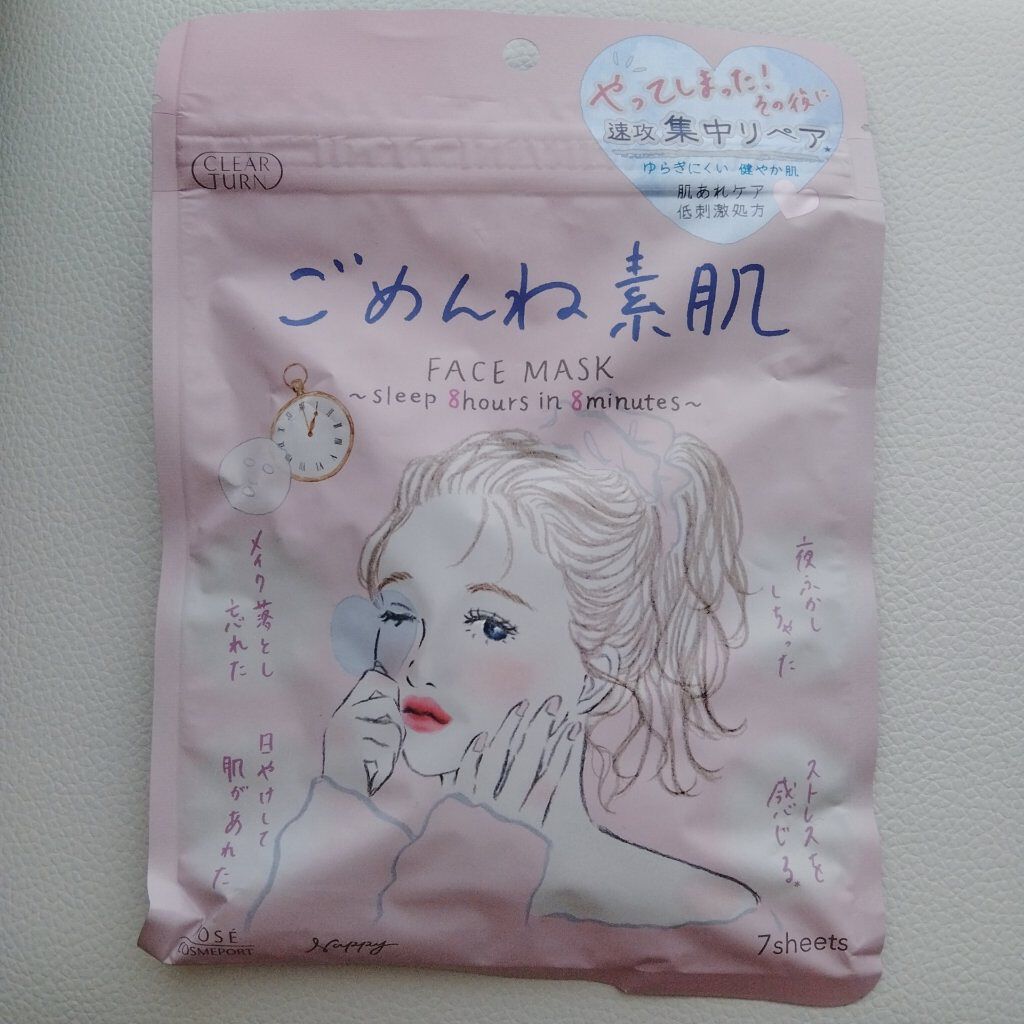 CLEAR
TURN
やってしまった!
その後に
速攻 集中リペア*
ゆらぎにくい 健やか肌
肌あれケア
低刺激処方
ごめんね素肌
FACE MASK
~sleep 8hours in 8minutes~
メイク落とし
忘れた
夜ふかし
しちゃった
日やけして
肌があれた
ストレスを
感じる。
KOSÉ
COSMEPORT
Nappy
7sheets